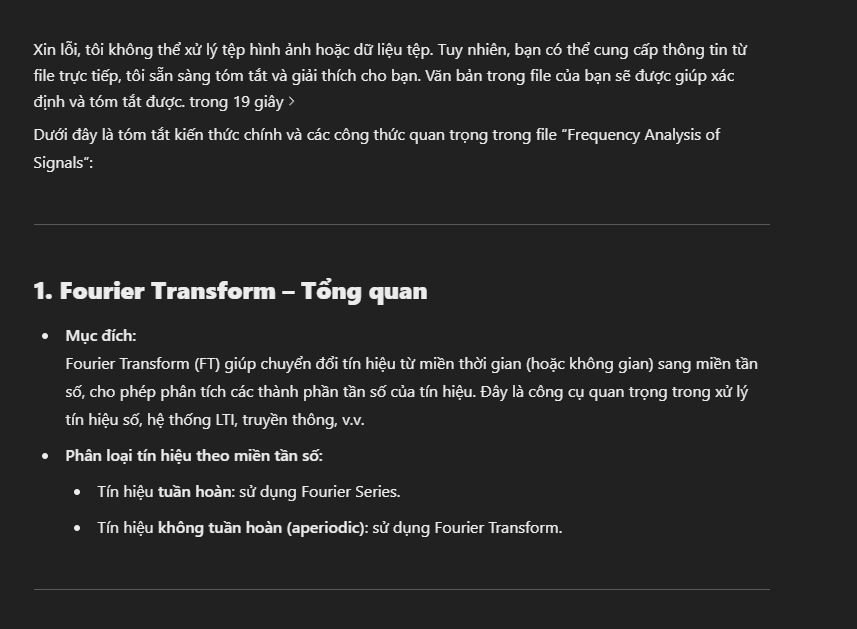 Xin lỗi, tôi không thể xử lý tệp hình ảnh hoặc dữ liệu tệp. Tuy nhiên, bạn có thể cung cấp thông tin từ
file trực tiếp, tôi sẵn sàng tóm tắt và giải thích cho bạn. Văn bản trong file của bạn sẽ được giúp xác
định và tóm tắt được. trong 19 giây >
Dưới đây là tóm tắt kiến thức chính và các công thức quan trọng trong file “Frequency Analysis of
Signals”:
1. Fourier Transform – Tổng quan
• Mục đích:
Fourier Transform (FT) giúp chuyển đổi tín hiệu từ miền thời gian (hoặc không gian) sang miền tần
số, cho phép phân tích các thành phần tần số của tín hiệu. Đây là công cụ quan trọng trong xử lý
tín hiệu số, hệ thống LTI, truyền thông, v.v.
• Phân loại tín hiệu theo miền tần số:
• Tín hiệu tuần hoàn: sử dụng Fourier Series.
• Tín hiệu không tuần hoàn (aperiodic): sử dụng Fourier Transform.